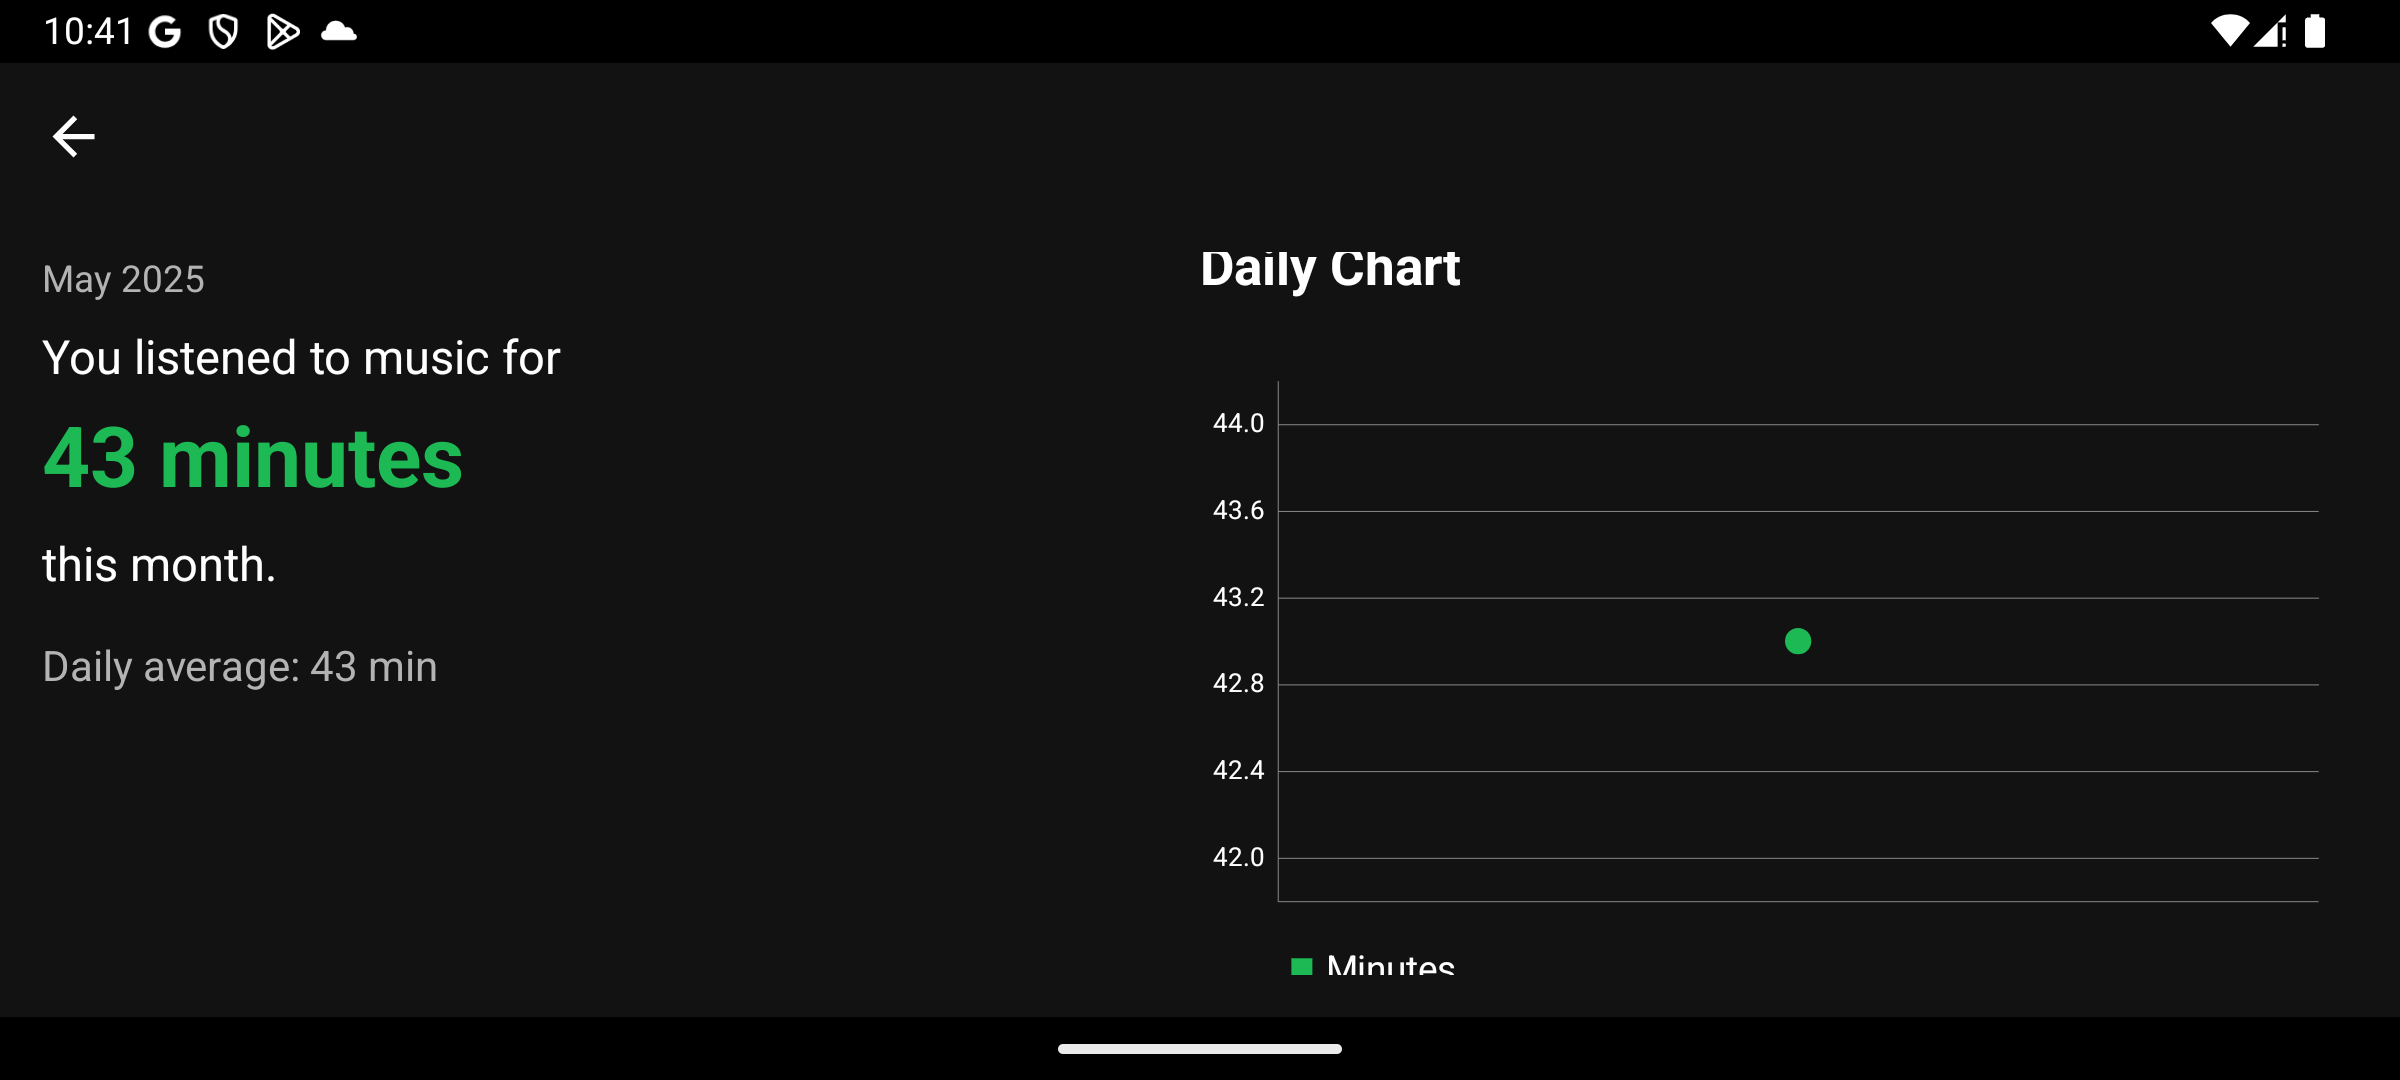 10:41
May 2025
You listened to music for
43 minutes
this month.
Daily average: 43 min
Daily Chart
44.0
43.6
43.2
42.8
42.4
42.0
Minutes